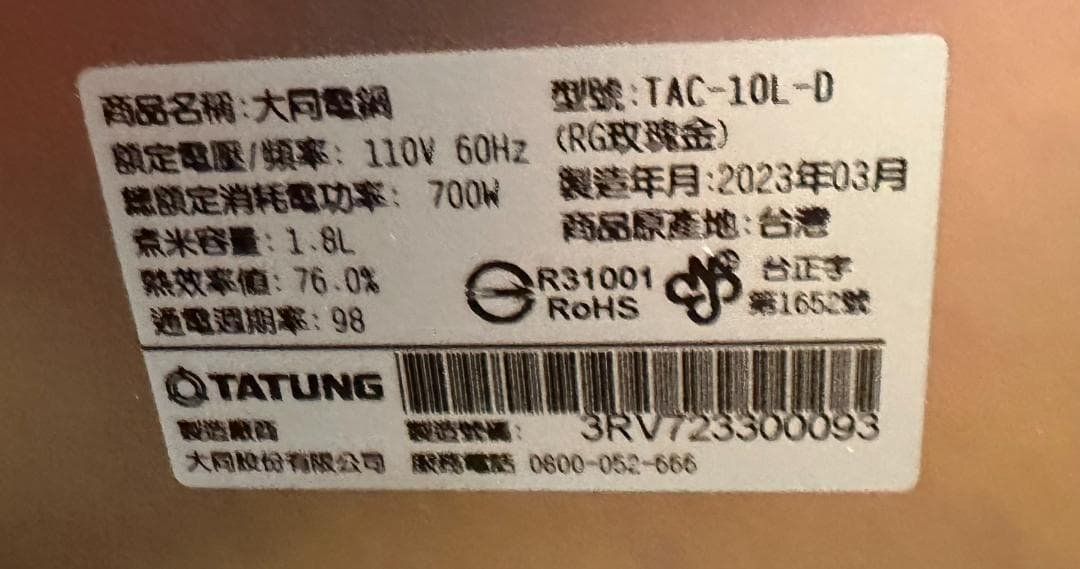 商品名稱:大同電鍋
額定電壓/頻率: 110V 60Hz
總額定消耗電功率: 700W
煮米容量: 1.8L
熱效率值: 76.0%
通電週期率: 98
型號:TAC-10L-D
(RG玫瑰金)
製造年月:2023年03月
商品原產地:台灣
R31001
RoHS
台正字
第1652號
TATUNG
製造廠商
大同股份有限公司
製造號碼:
3RV723300093
服務電話 0800-052-666